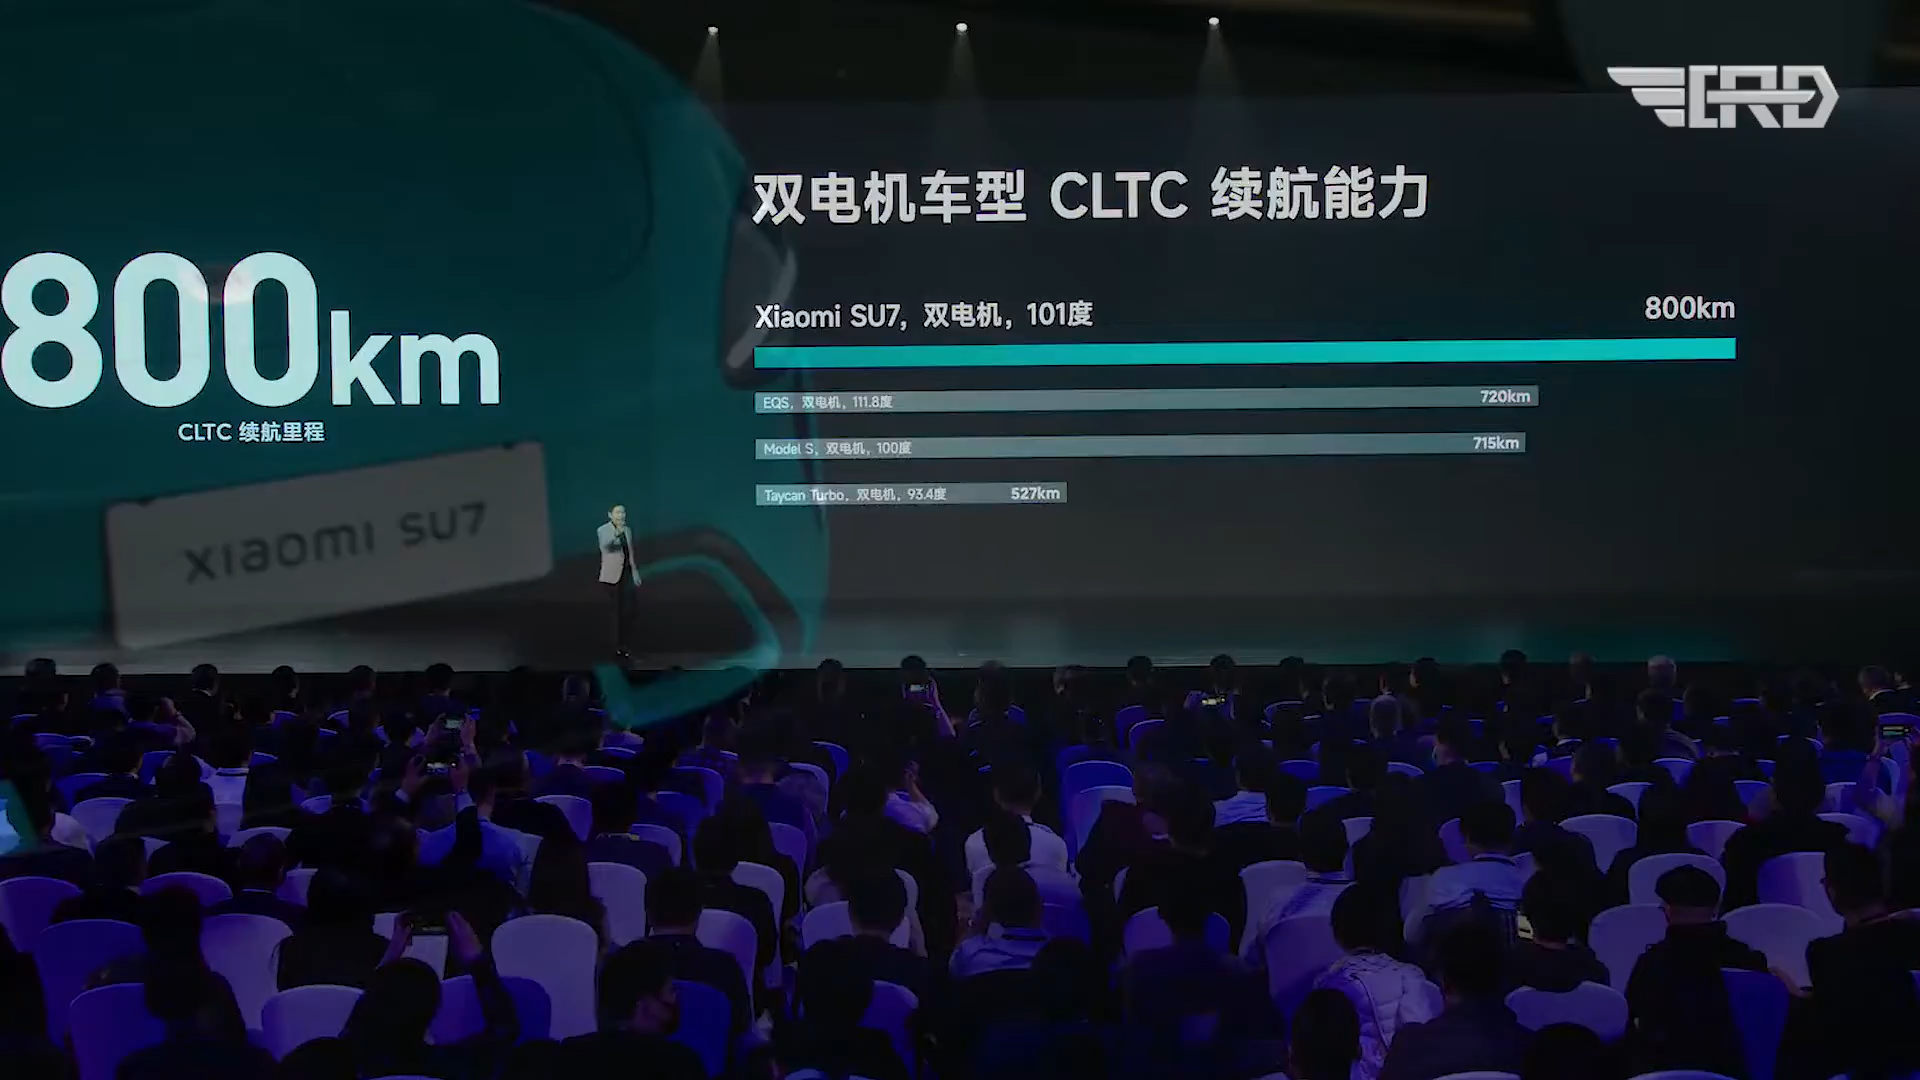 ERD
双电机车型 CLTC 续航能力
800km
CLTC 续航里程
Xiaomi SU7，双电机，101度
800km
EQS，双电机，111.8度
720km
Model S，双电机，100度
715km
Taycan Turbo，双电机，93.4度
527km
xiaomi SU7